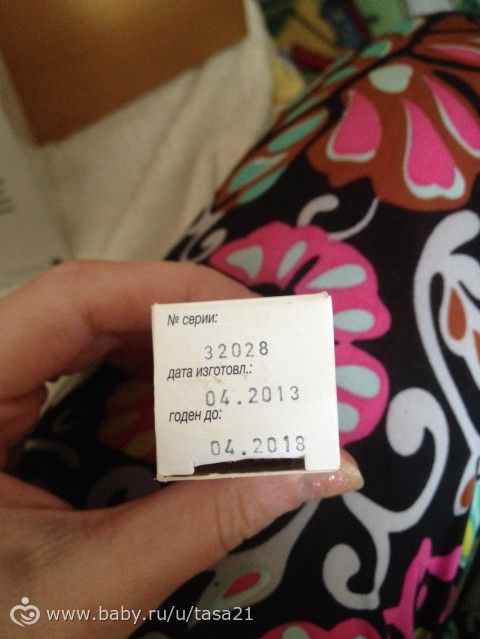 № серии:
32028
дата изготовл.:
04.2013
годен до:
04.2018
www.baby.ru/u/tasa21